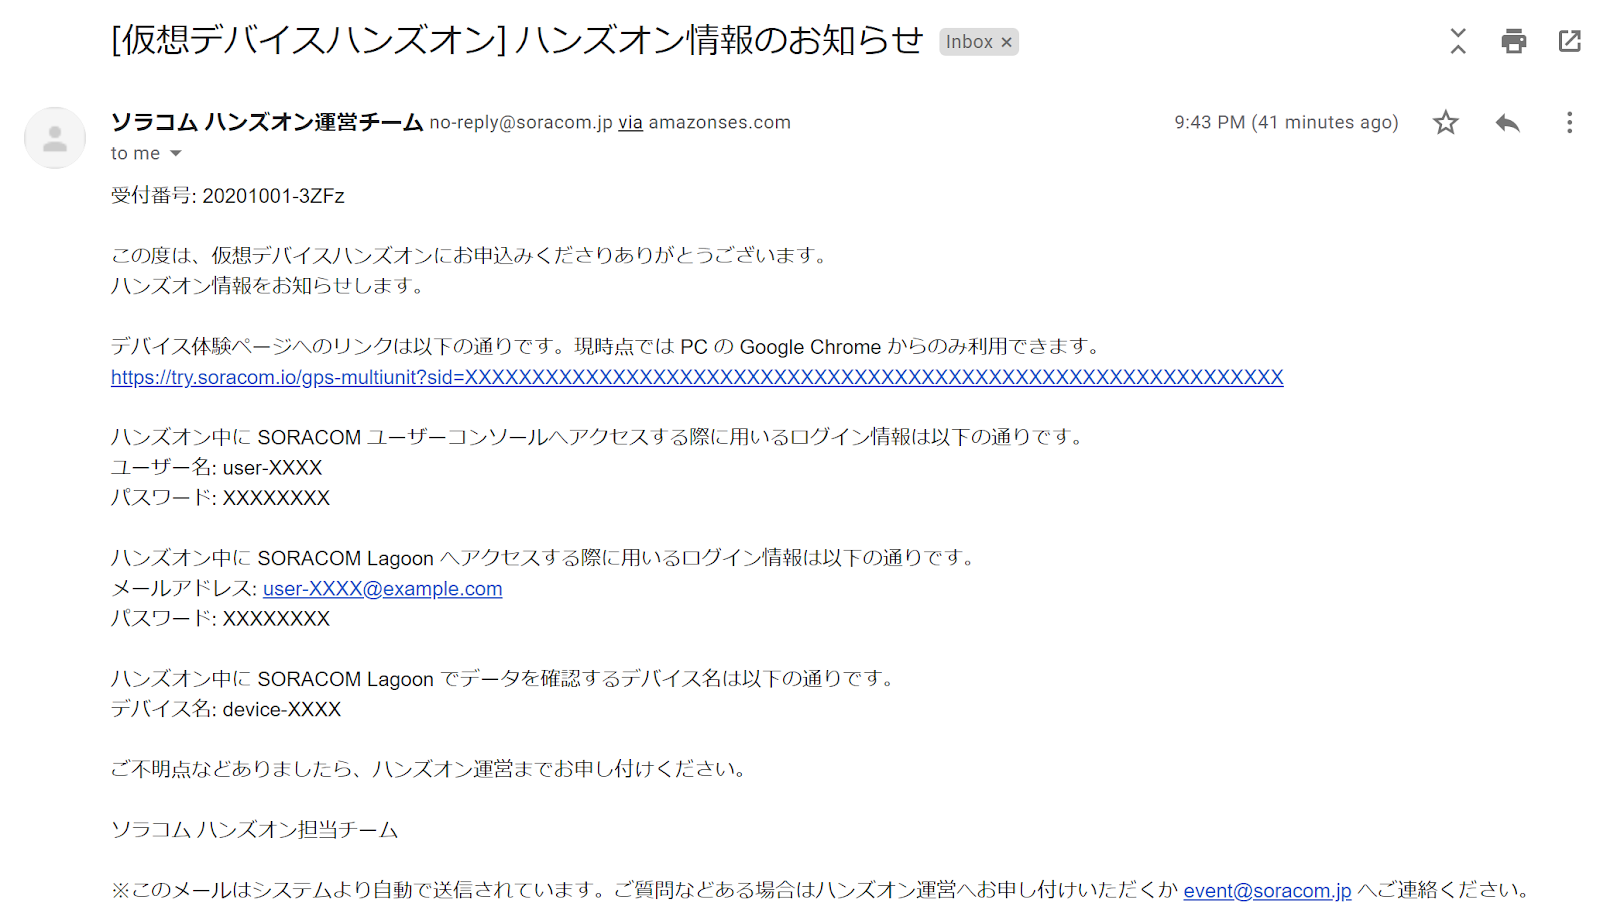 [仮想デバイスハンズオン] ハンズオン情報のお知らせ Inbox ×
ソラコム ハンズオン運営チーム no-reply@soracom.jp via amazonses.com 9:43 PM (41 minutes ago)
to me
受付番号: 20201001-3ZFz
この度は、仮想デバイスハンズオンにお申込みくださりありがとうございます。
ハンズオン情報をお知らせします。
デバイス体験ページへのリンクは以下の通りです。現時点では PC の Google Chrome からのみ利用できます。
https://try.soracom.io/gps-multiunit?sid=XXXXXXXXXXXXXXXXXXXXXXXXXXXXXXXXXXXXXXXXXXXXXXXXXXXXXXXXXXXXX
ハンズオン中に SORACOM ユーザーコンソールへアクセスする際に用いるログイン情報は以下の通りです。
ユーザー名: user-XXXX
パスワード: XXXXXXXX
ハンズオン中に SORACOM Lagoon へアクセスする際に用いるログイン情報は以下の通りです。
メールアドレス: user-XXXX@example.com
パスワード: XXXXXXXX
ハンズオン中に SORACOM Lagoon でデータを確認するデバイス名は以下の通りです。
デバイス名: device-XXXX
ご不明点などありましたら、ハンズオン運営までお申し付けください。
ソラコム ハンズオン担当チーム
※このメールはシステムより自動で送信されています。ご質問などある場合はハンズオン運営へお申し付けいただくか event@soracom.jp へご連絡ください。